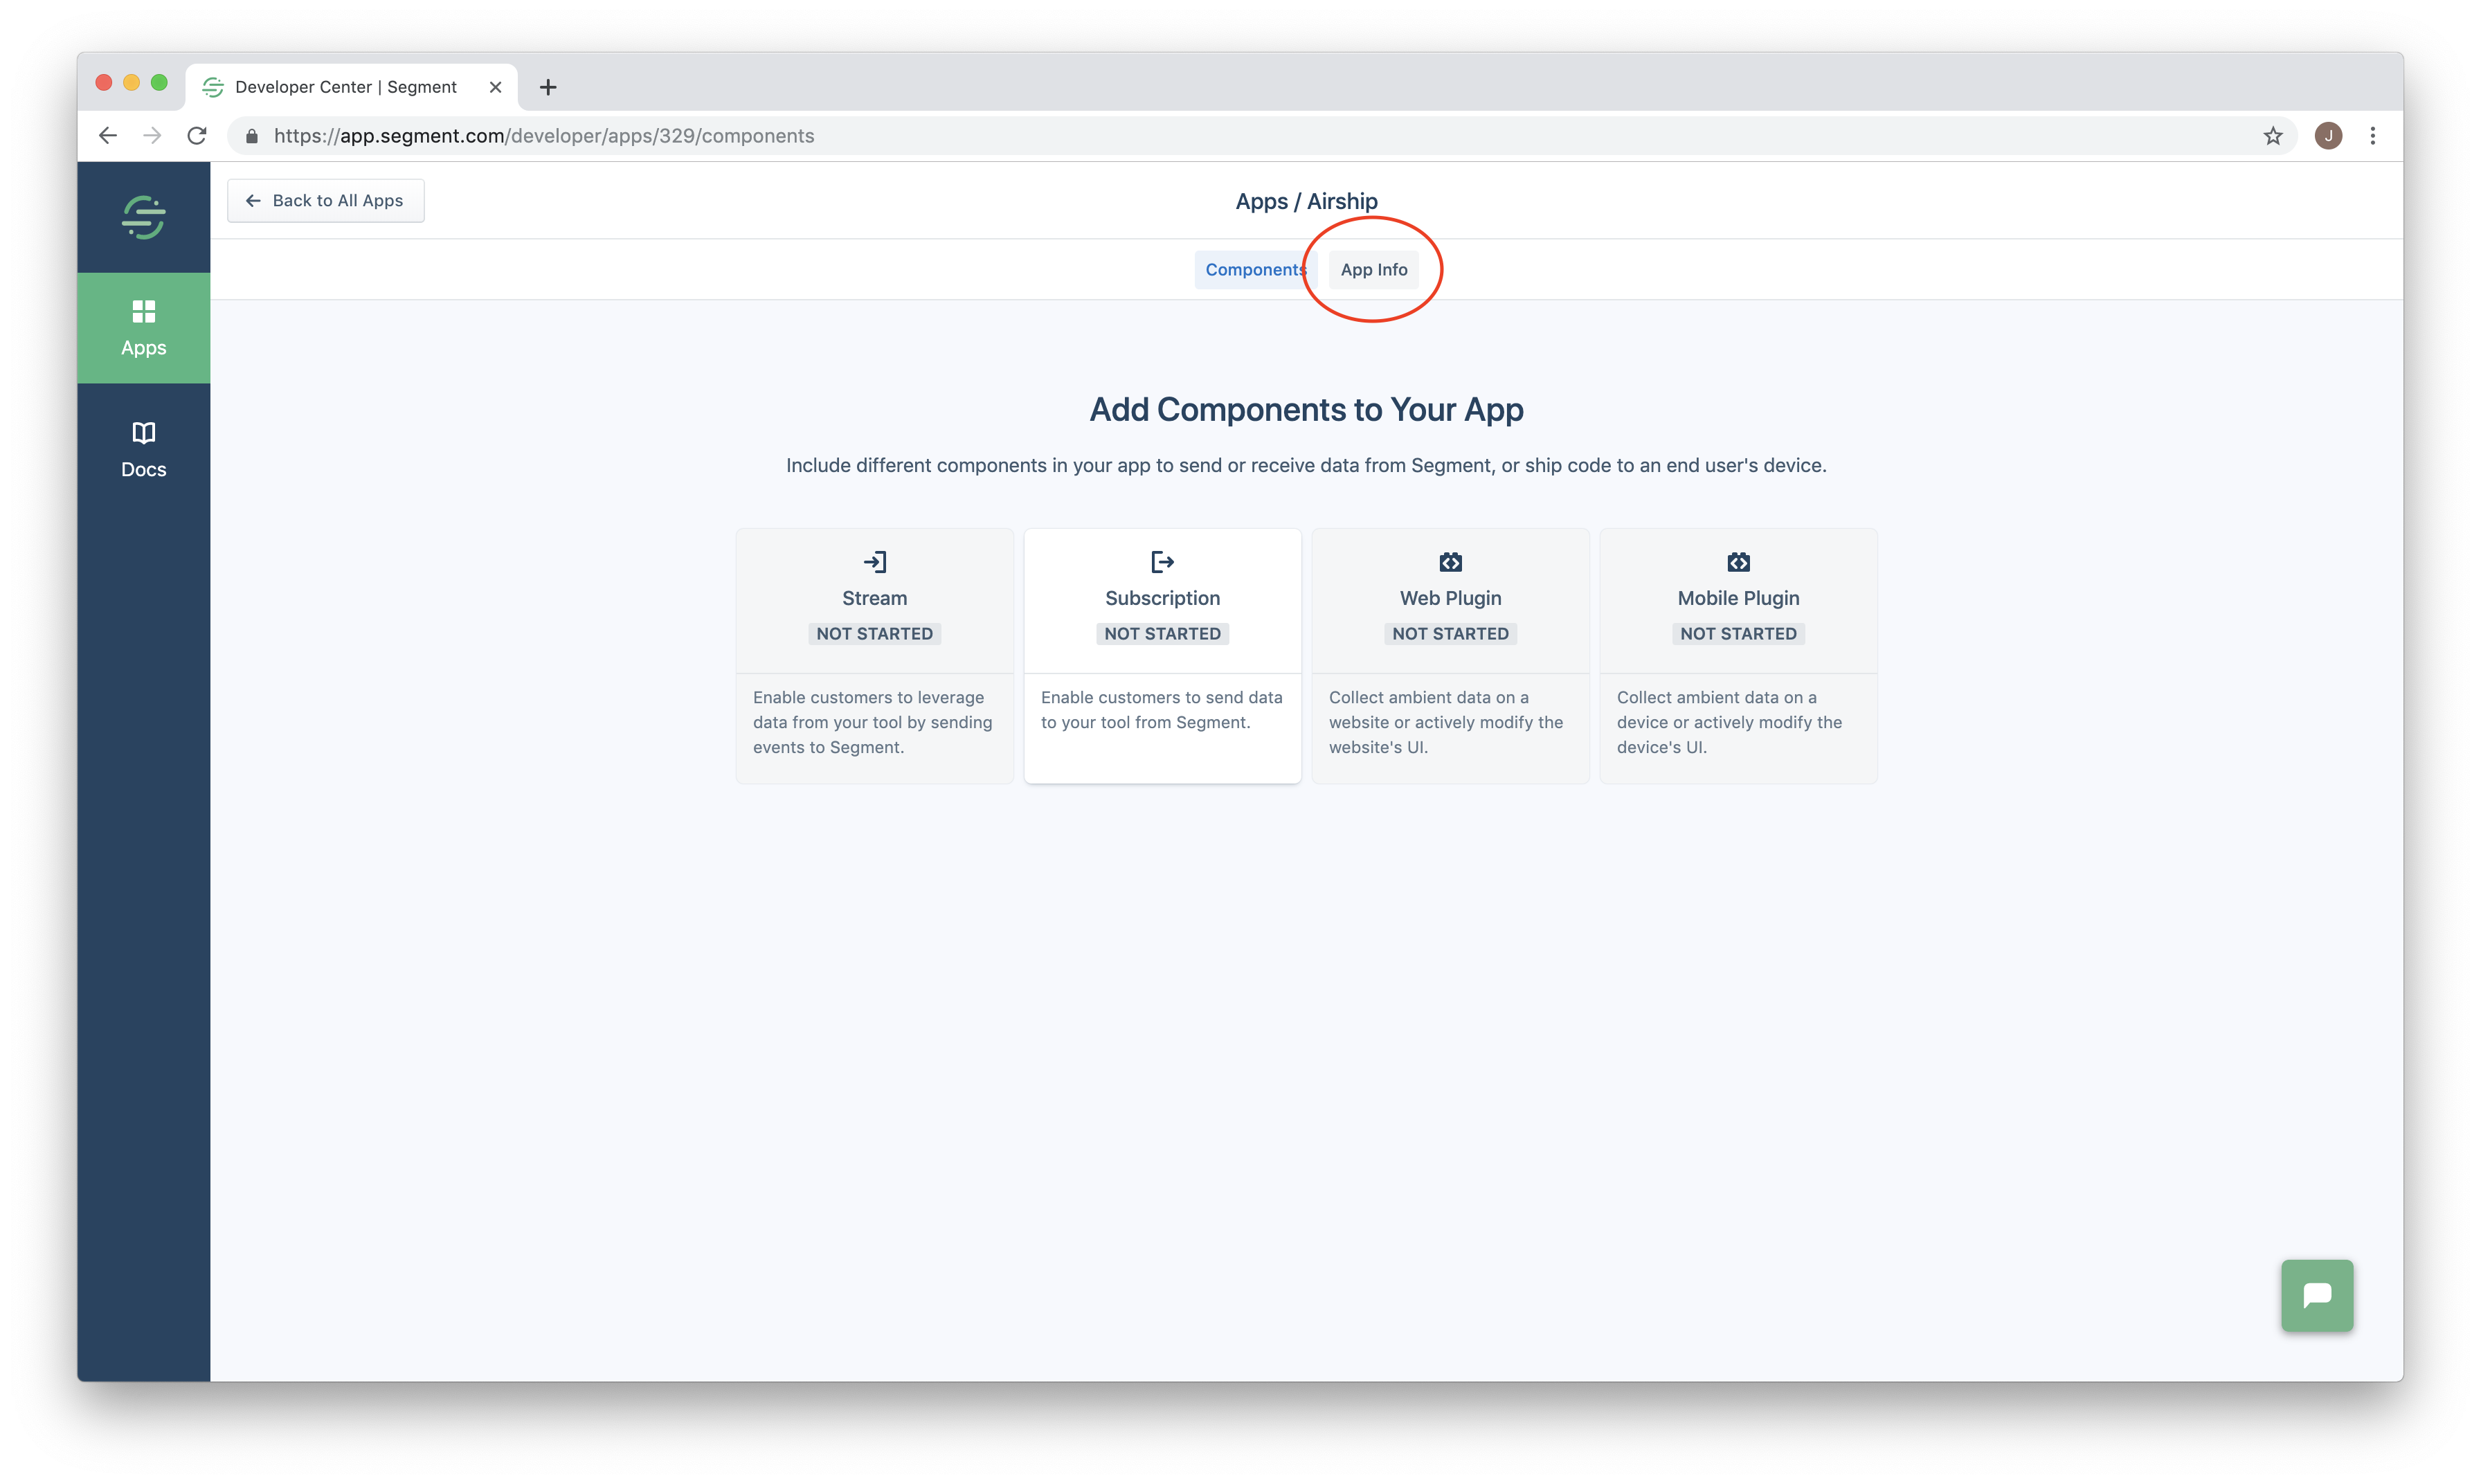 Developer Center | Segment
https://app.segment.com/developer/apps/329/components
J
Back to All Apps
Apps / Airship
Components
App Info
Apps
Docs
Add Components to Your App
Include different components in your app to send or receive data from Segment, or ship code to an end user's device.
Stream
NOT STARTED
Enable customers to leverage
data from your tool by sending
events to Segment.
Subscription
NOT STARTED
Enable customers to send data
to your tool from Segment.
Web Plugin
NOT STARTED
Collect ambient data on a
website or actively modify the
website's UI.
Mobile Plugin
NOT STARTED
Collect ambient data on a
device or actively modify the
device's UI.